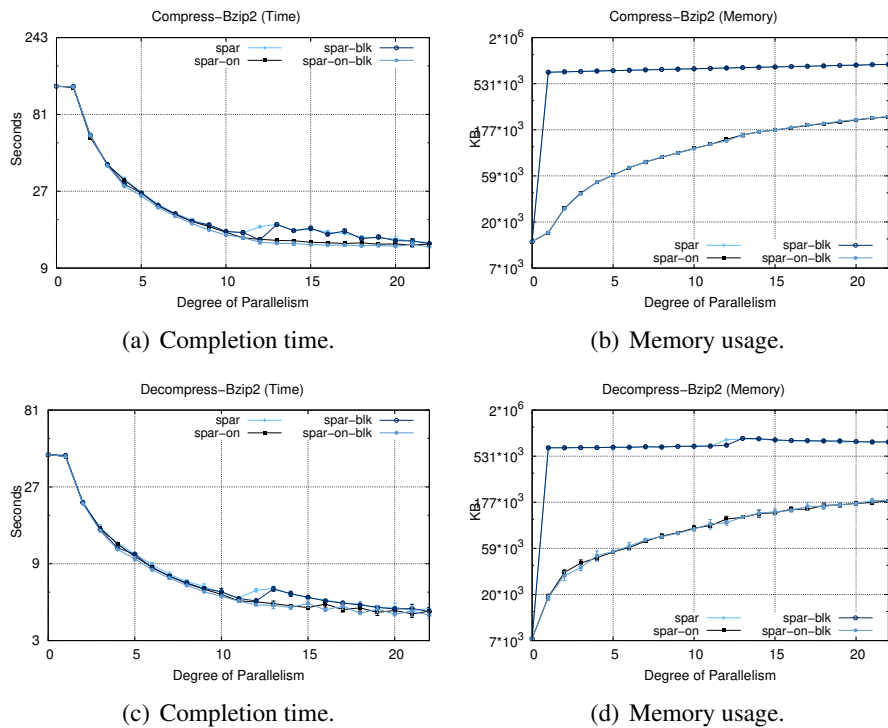 Compress-Bzip2 (Time)
243
81
27
9
Seconds
spar
spar-on
spar-blk
spar-on-blk
0 5 10 15 20
Degree of Parallelism
(a) Completion time.
Compress-Bzip2 (Memory)
2*10^6
531*10^3
177*10^3
59*10^3
20*10^3
7*10^3
KB
spar
spar-on
spar-blk
spar-on-blk
0 5 10 15 20
Degree of Parallelism
(b) Memory usage.
Decompress-Bzip2 (Time)
81
27
9
3
Seconds
spar
spar-on
spar-blk
spar-on-blk
0 5 10 15 20
Degree of Parallelism
(c) Completion time.
Decompress-Bzip2 (Memory)
2*10^6
531*10^3
177*10^3
59*10^3
20*10^3
7*10^3
KB
spar
spar-on
spar-blk
spar-on-blk
0 5 10 15 20
Degree of Parallelism
(d) Memory usage.